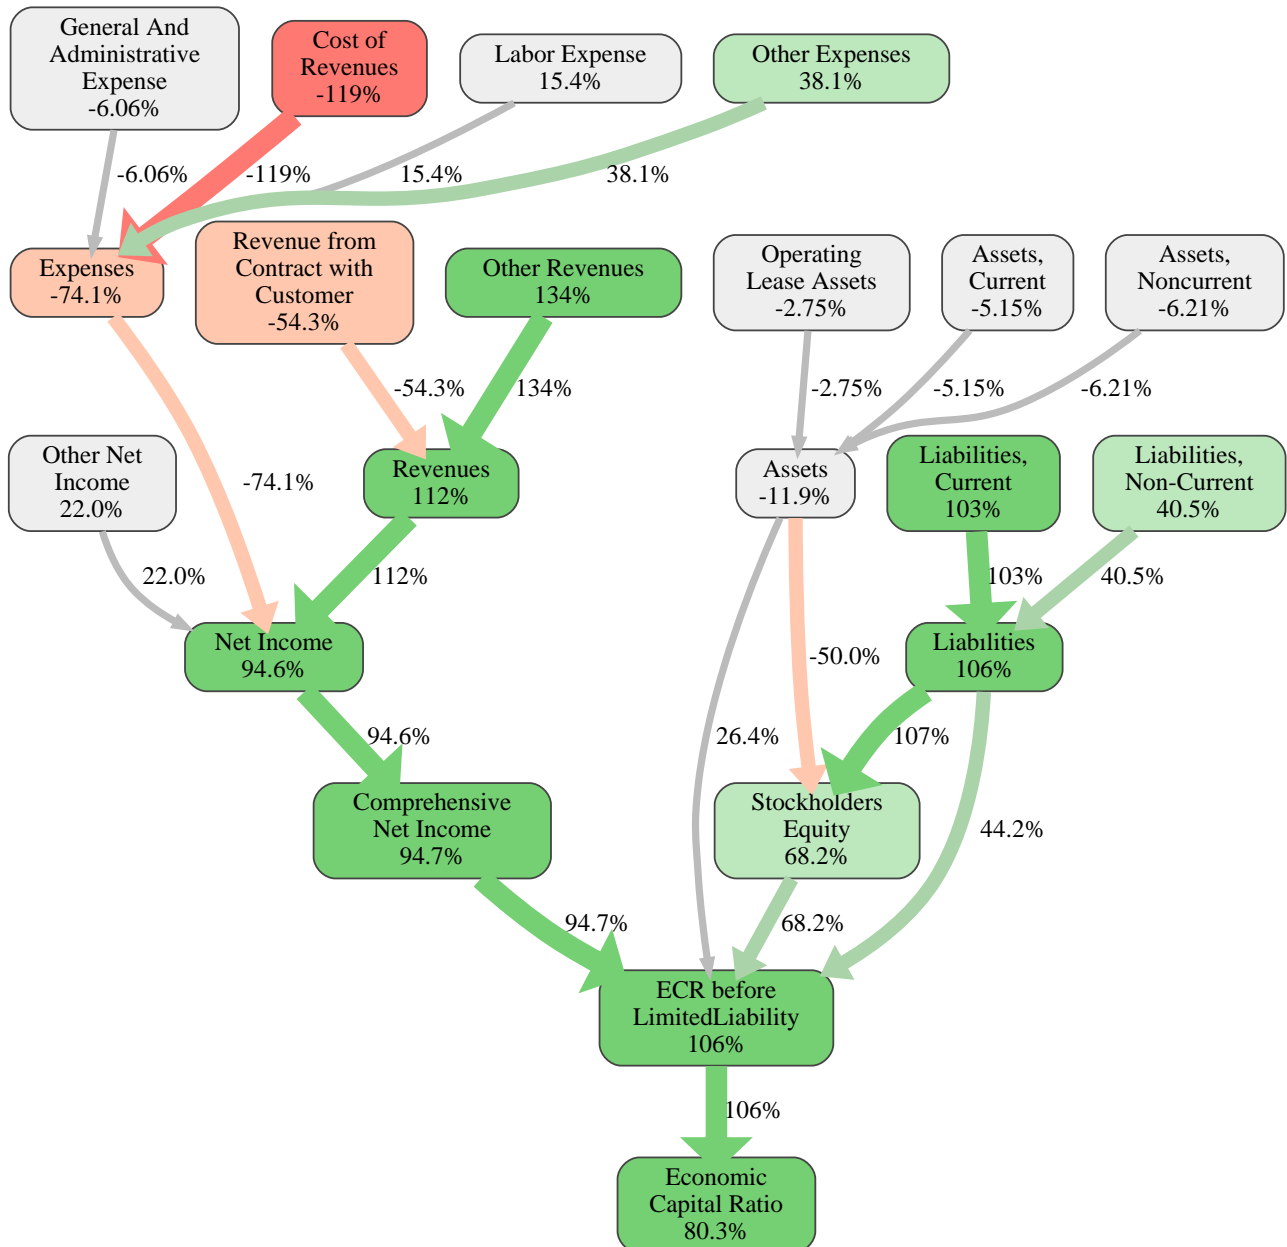 General And
Administrative
Expense
-6.06%
Cost of
Revenues
-119%
Labor Expense
15.4%
Other Expenses
38.1%
-6.06%
-119%
15.4%
38.1%
Expenses
-74.1%
Revenue from
Contract with
Customer
-54.3%
Other Revenues
134%
Operating
Lease Assets
-2.75%
Assets,
Current
-5.15%
Assets,
Noncurrent
-6.21%
-54.3%
134%
-2.75%
-5.15%
-6.21%
Other Net
Income
22.0%
-74.1%
Revenues
112%
Assets
-11.9%
Liabilities,
Current
103%
Liabilities,
Non-Current
40.5%
22.0%
112%
103%
40.5%
Net Income
94.6%
-50.0%
Liabilities
106%
94.6%
26.4%
107%
Comprehensive
Net Income
94.7%
Stockholders
Equity
68.2%
44.2%
94.7%
68.2%
ECR before
LimitedLiability
106%
106%
Economic
Capital Ratio
80.3%